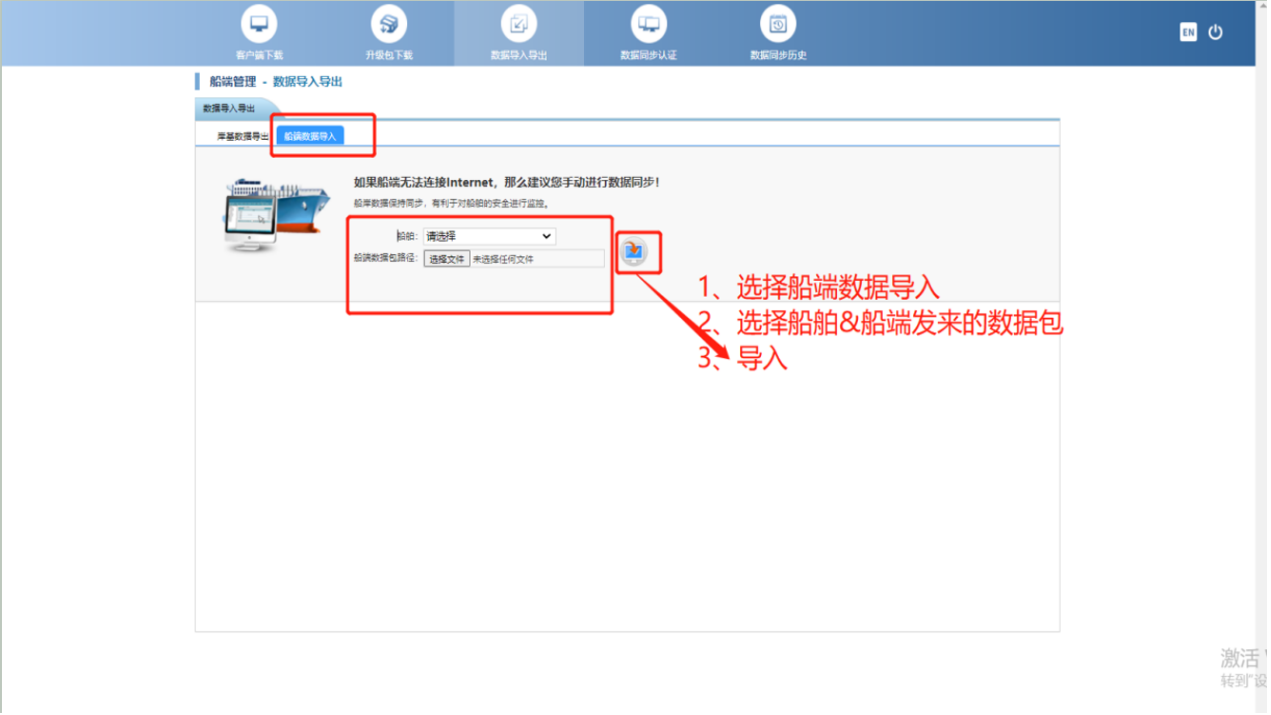 客户端下载
升级包下载
数据导入导出
数据同步认证
数据同步历史
EN
船端管理 - 数据导入导出
数据导入导出
岸基数据导出
船端数据导入
如果船端无法连接Internet，那么建议您手动进行数据同步！
船岸数据保持同步，有利于对船舶的安全进行监控。
船舶：
请选择
船端数据包路径：
选择文件 未选择任何文件
1、选择船端数据导入
2、选择船舶&船端发来的数据包
3、导入
激活
转到"设